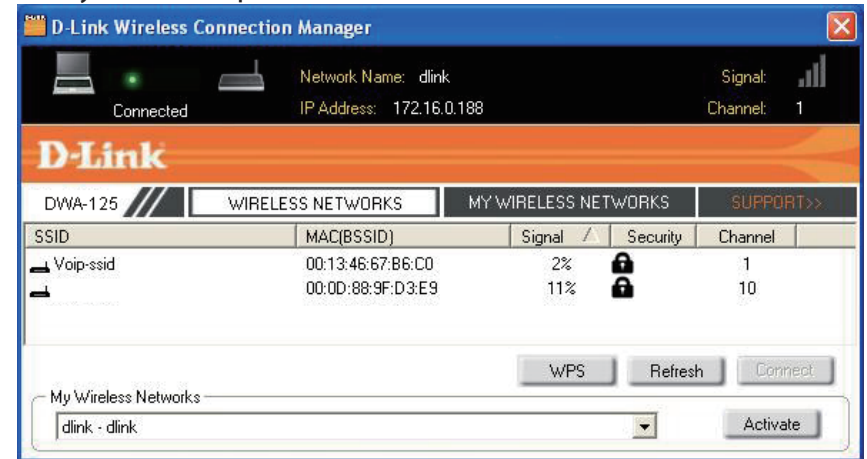 D-Link Wireless Connection Manager
Network Name: dlink Signal:
Connected IP Address: 172.16.0.188 Channel: 1
D-Link
DWA-125 WIRELESS NETWORKS MY WIRELESS NETWORKS SUPPORT>>
SSID MAC(BSSID) Signal Security Channel
Voip-ssid 00:13:46:67:B6:C0 2% 1
00:0D:88:9F:D3:E9 11% 10
WPS Refresh Connect
My Wireless Networks
dlink - dlink Activate